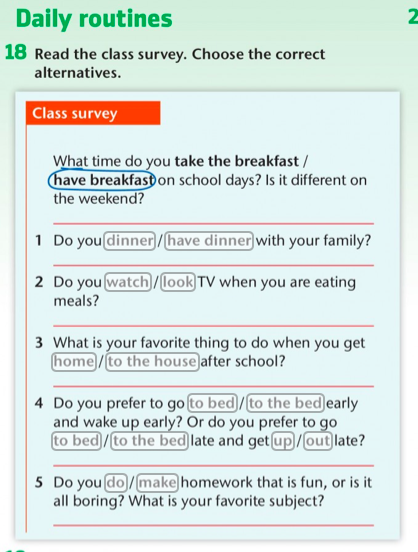 Daily routines
2
18 Read the class survey. Choose the correct
alternatives.
Class survey
What time do you take the breakfast /
have breakfast on school days? Is it different on
the weekend?
1 Do you dinner / have dinner with your family?
2 Do you watch / look TV when you are eating
meals?
3 What is your favorite thing to do when you get
home / to the house after school?
4 Do you prefer to go to bed / to the bed early
and wake up early? Or do you prefer to go
to bed / to the bed late and get up / out late?
5 Do you do / make homework that is fun, or is it
all boring? What is your favorite subject?